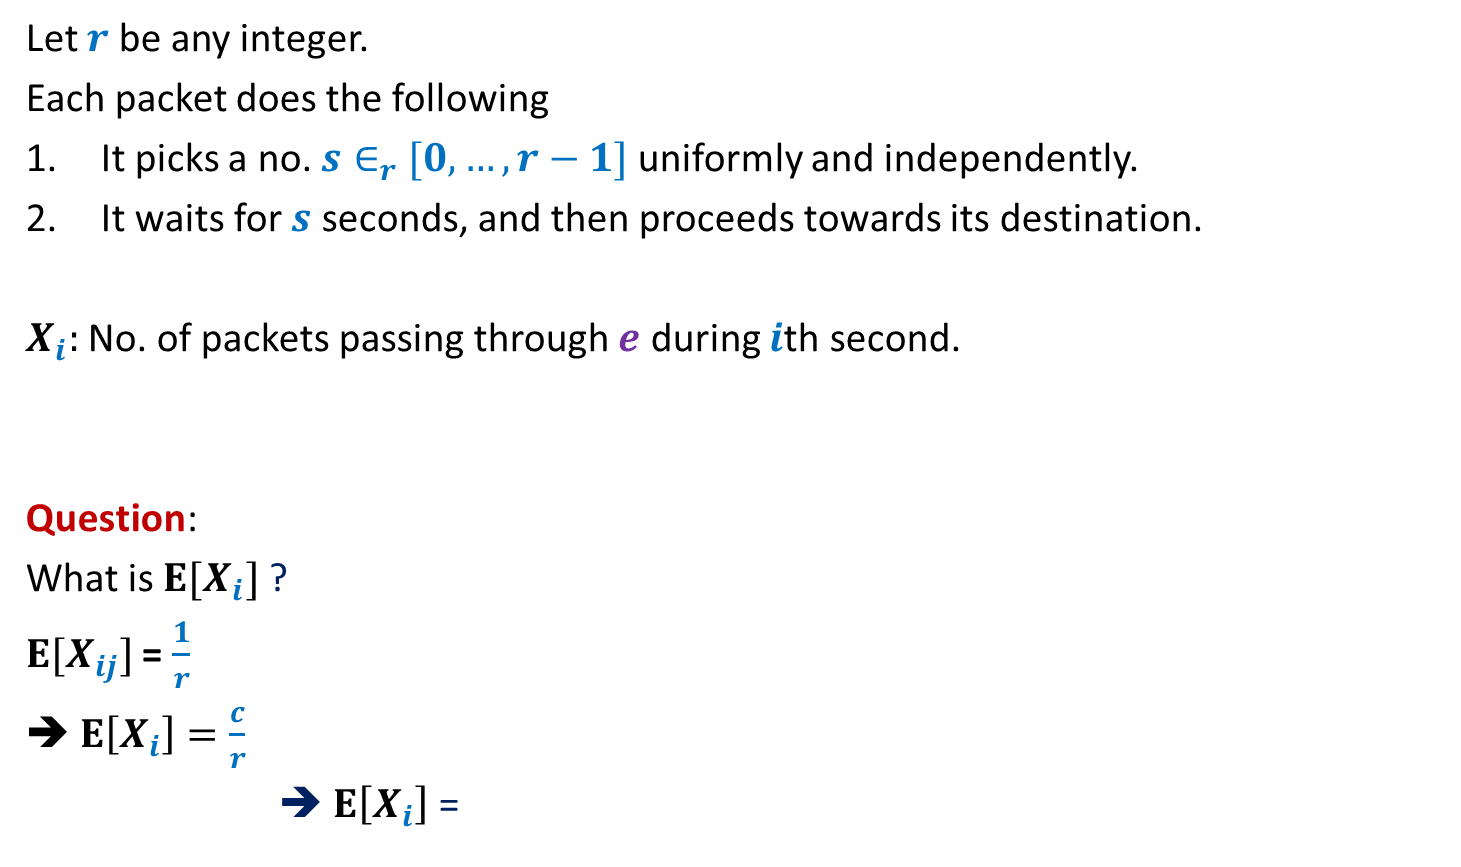 Let r be any integer.
Each packet does the following
1. It picks a no. s ∈r [0, … , r − 1] uniformly and independently.
2. It waits for s seconds, and then proceeds towards its destination.
Xi: No. of packets passing through e during ith second.
Question:
What is E[Xi] ?
E[Xij] = 1/r
➔ E[Xi] = c/r
➔ E[Xi] =